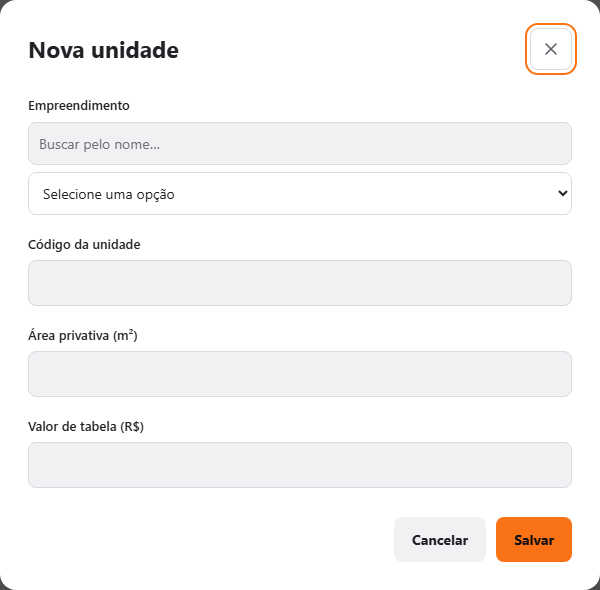 Nova unidade
Empreendimento
Buscar pelo nome...
Selecione uma opção
Código da unidade
Área privativa (m²)
Valor de tabela (R$)
Cancelar
Salvar